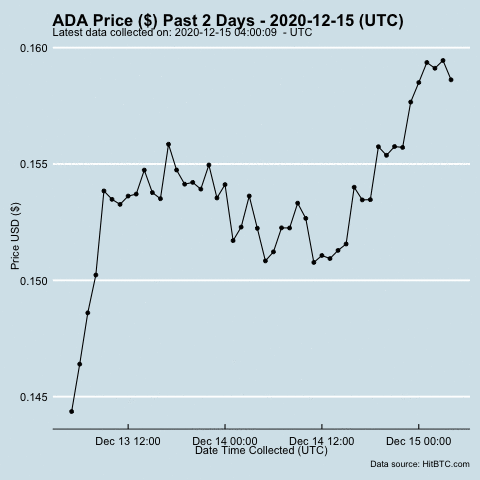 ADA Price ($) Past 2 Days - 2020-12-15 (UTC)
Latest data collected on: 2020-12-15 04:00:09  - UTC
0.160
0.155
0.150
0.145
Price USD ($)
Dec 13 12:00 Dec 14 00:00 Dec 14 12:00 Dec 15 00:00
Date Time Collected (UTC)
Data source: HitBTC.com